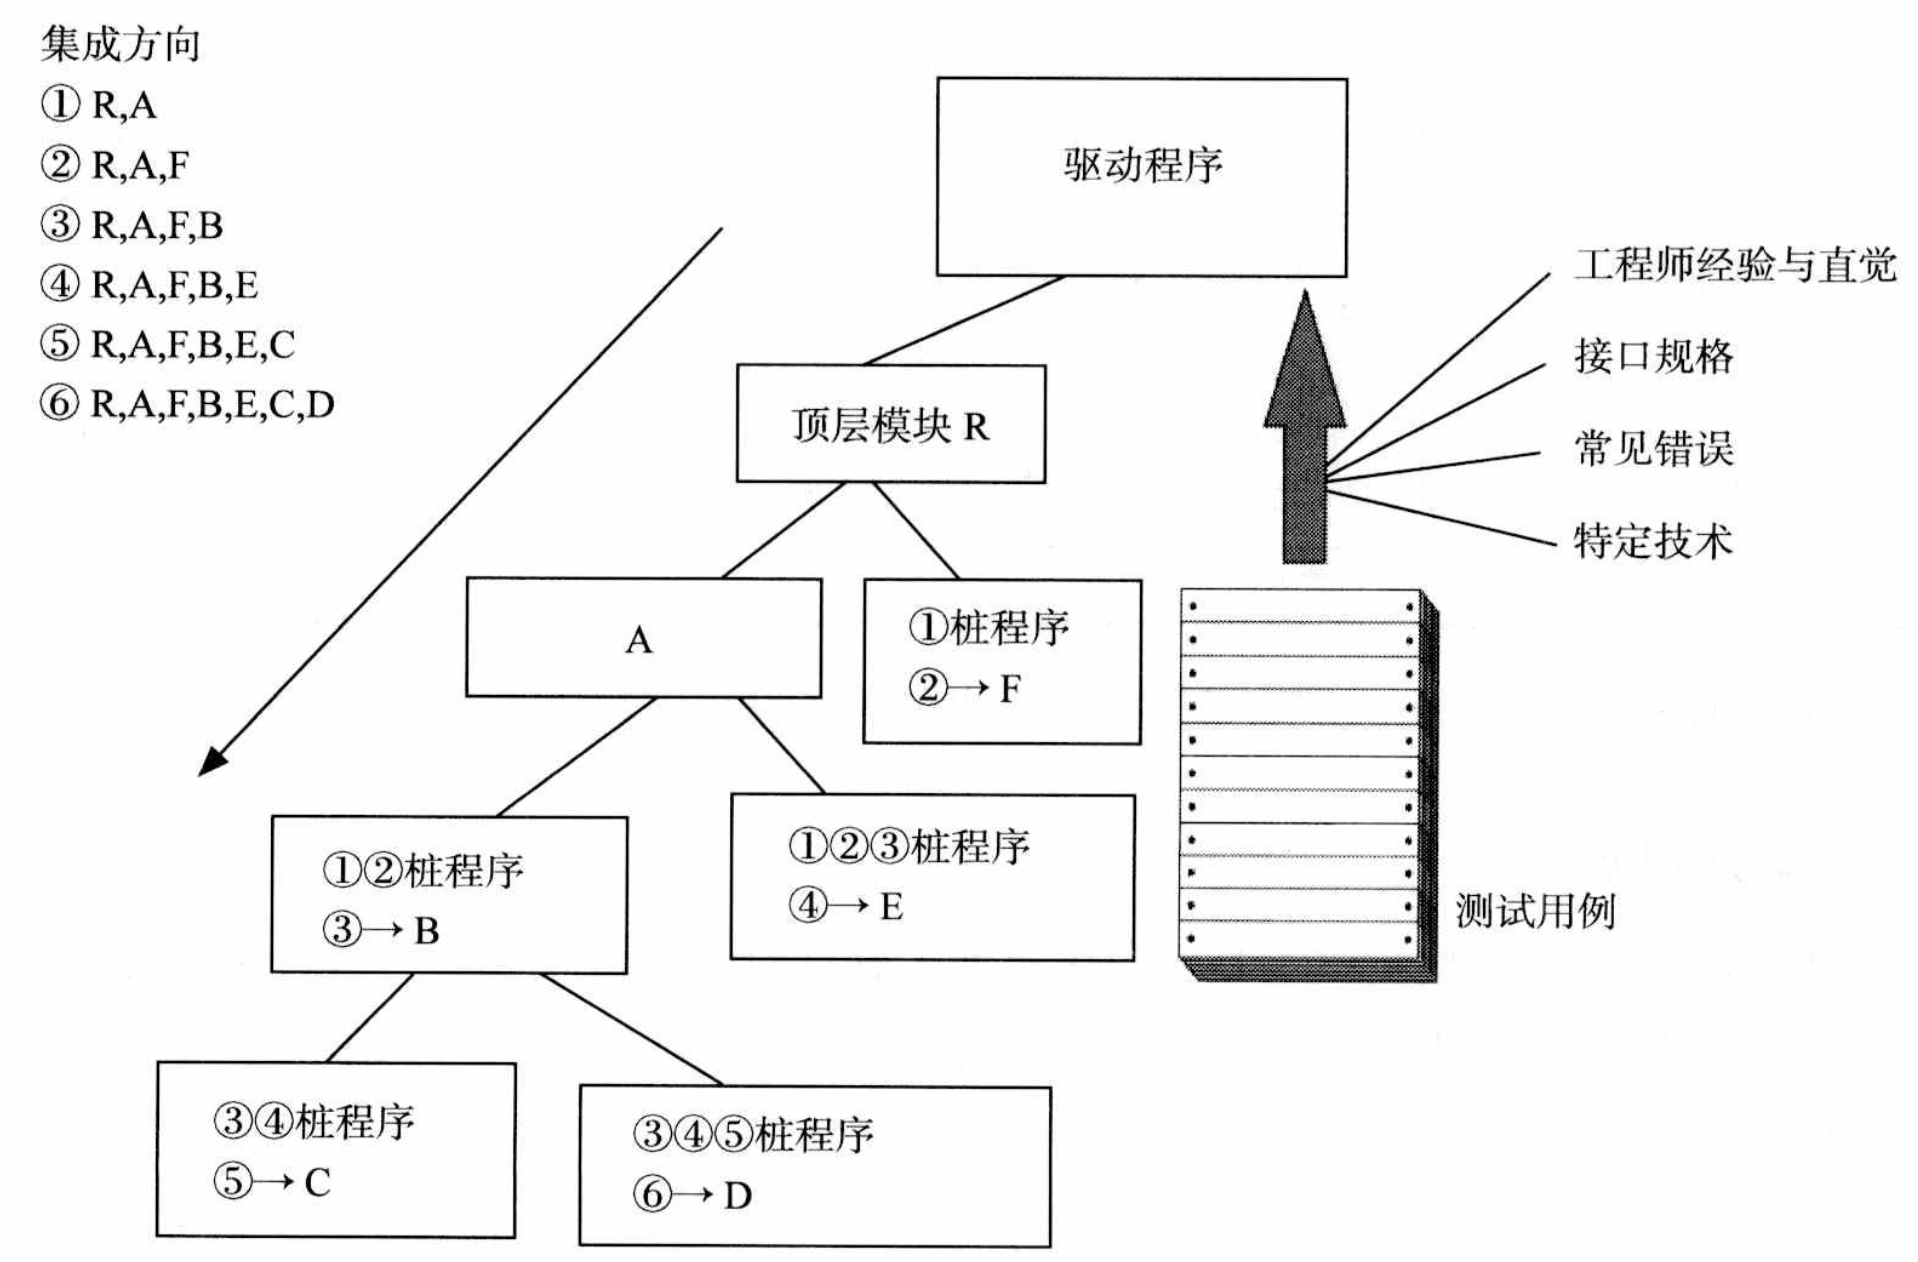 集成方向
① R,A
② R,A,F
③ R,A,F,B
④ R,A,F,B,E
⑤ R,A,F,B,E,C
⑥ R,A,F,B,E,C,D
驱动程序
工程师经验与直觉
接口规格
常见错误
特定技术
顶层模块 R
A
①桩程序
②→ F
①②桩程序
③→ B
①②③桩程序
④→ E
测试用例
③④桩程序
⑤→ C
③④⑤桩程序
⑥→ D